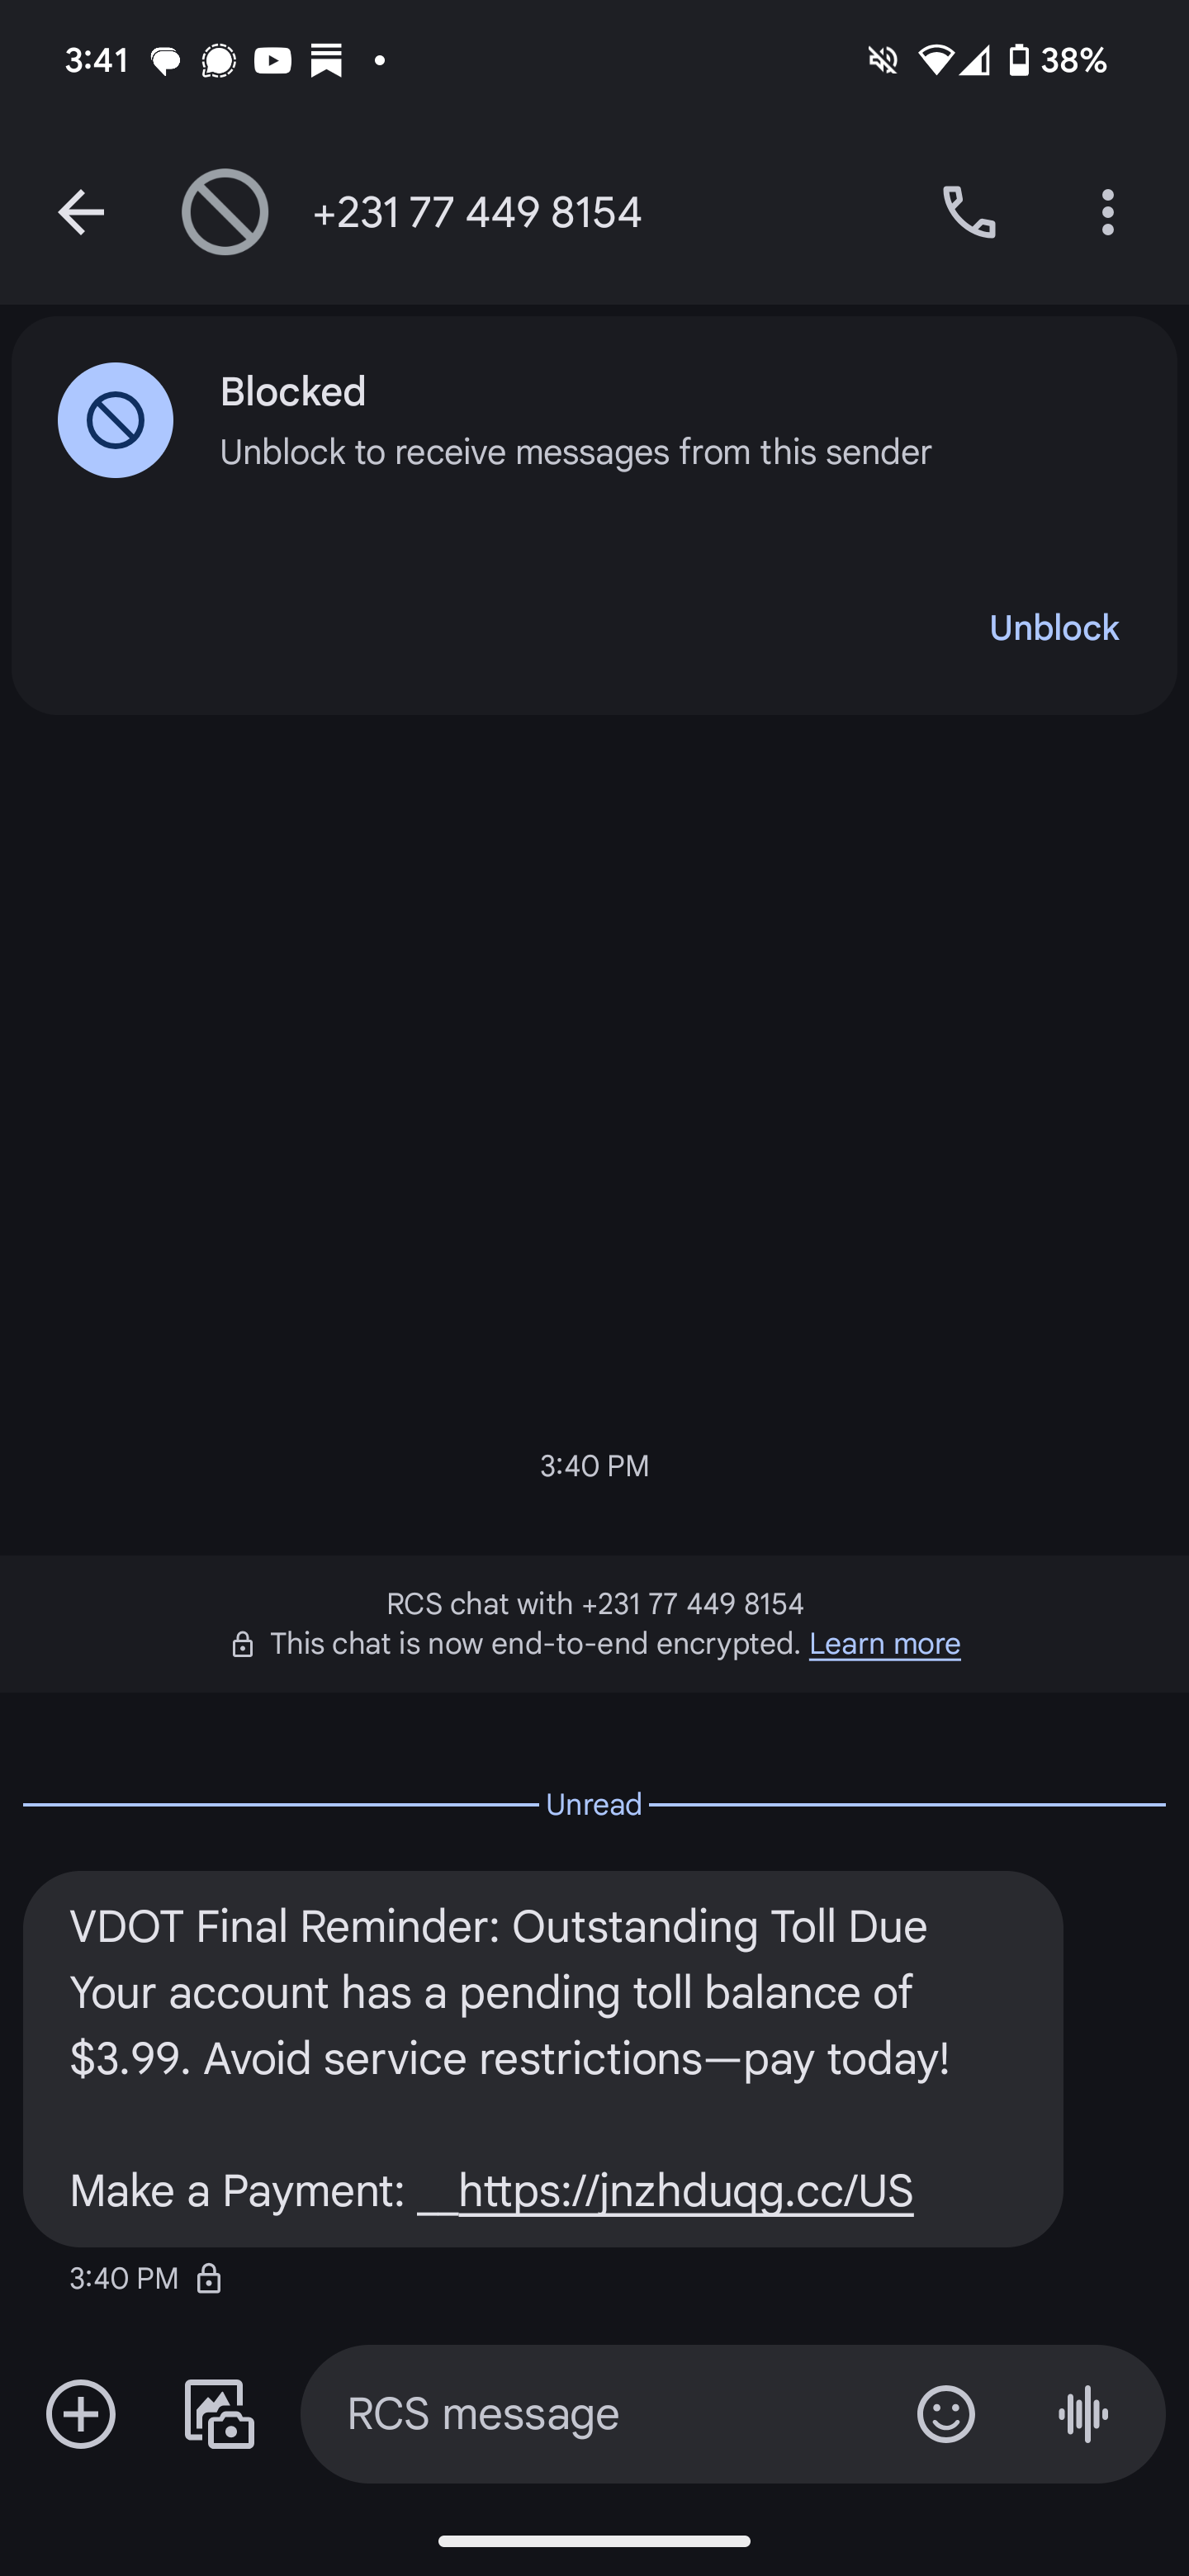 3:41 38%
+231 77 449 8154
Blocked
Unblock to receive messages from this sender
Unblock
3:40 PM
RCS chat with +231 77 449 8154
This chat is now end-to-end encrypted. Learn more
Unread
VDOT Final Reminder: Outstanding Toll Due
Your account has a pending toll balance of
$3.99. Avoid service restrictions—pay today!
Make a Payment: __https://jnzhduqg.cc/US
3:40 PM
RCS message